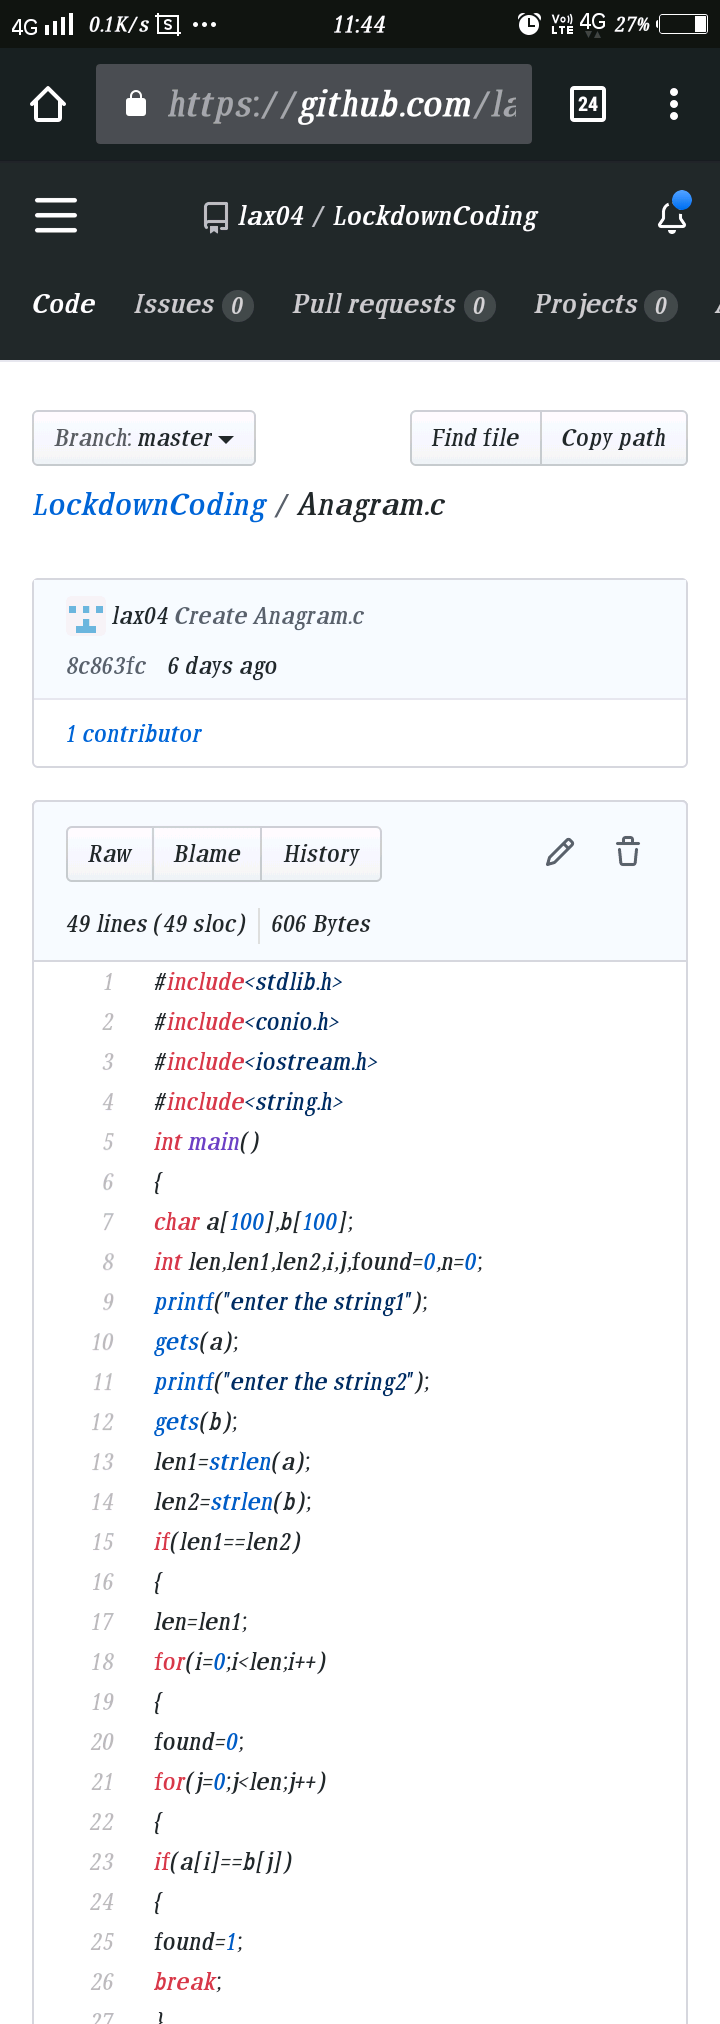 4G 0.1K/s S ••• 11:44 Vo)) LTE 4G 27%
https://github.com/la 24
lax04 / LockdownCoding
Code Issues 0 Pull requests 0 Projects 0
Branch: master Find file Copy path
LockdownCoding / Anagram.c
lax04 Create Anagram.c
8c863fc 6 days ago
1 contributor
Raw Blame History
49 lines (49 sloc) 606 Bytes
1 #include<stdlib.h>
2 #include<conio.h>
3 #include<iostream.h>
4 #include<string.h>
5 int main()
6 {
7 char a[100],b[100];
8 int len,len1,len2,i,j,found=0,n=0;
9 printf("enter the string1");
10 gets(a);
11 printf("enter the string2");
12 gets(b);
13 len1=strlen(a);
14 len2=strlen(b);
15 if(len1==len2)
16 {
17 len=len1;
18 for(i=0;i<len;i++)
19 {
20 found=0;
21 for(j=0;j<len;j++)
22 {
23 if(a[i]==b[j])
24 {
25 found=1;
26 break;
27 }